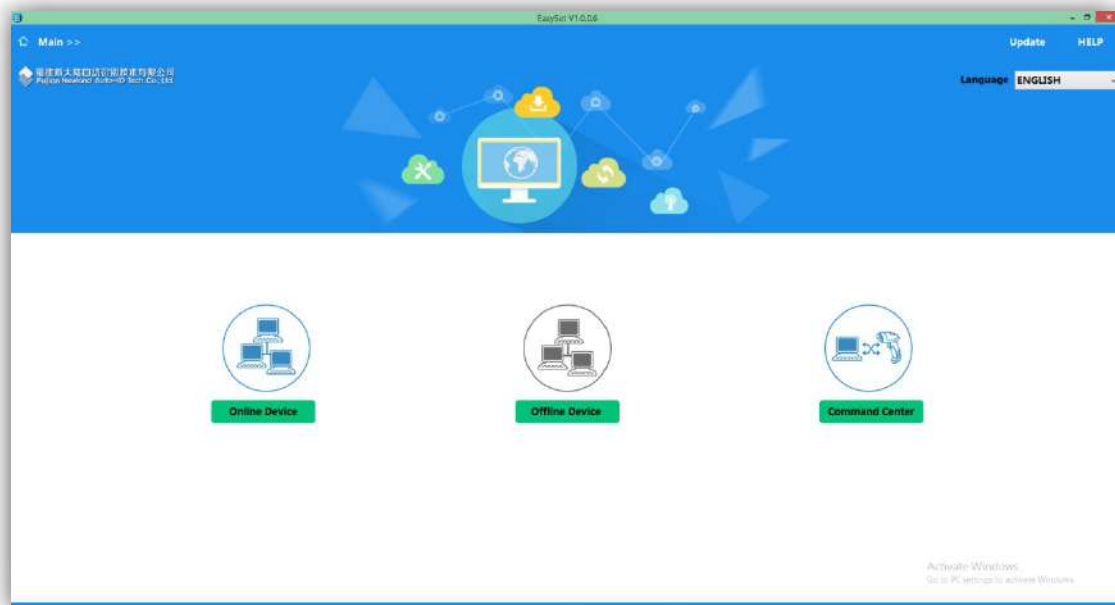 EasySet V1.0.0.6
Main >>
Update
HELP
Fujian Newland Auto-ID Tech.Co., Ltd.
Language
ENGLISH
Online Device
Offline Device
Command Center
Activate Windows
Go to PC settings to activate Windows.